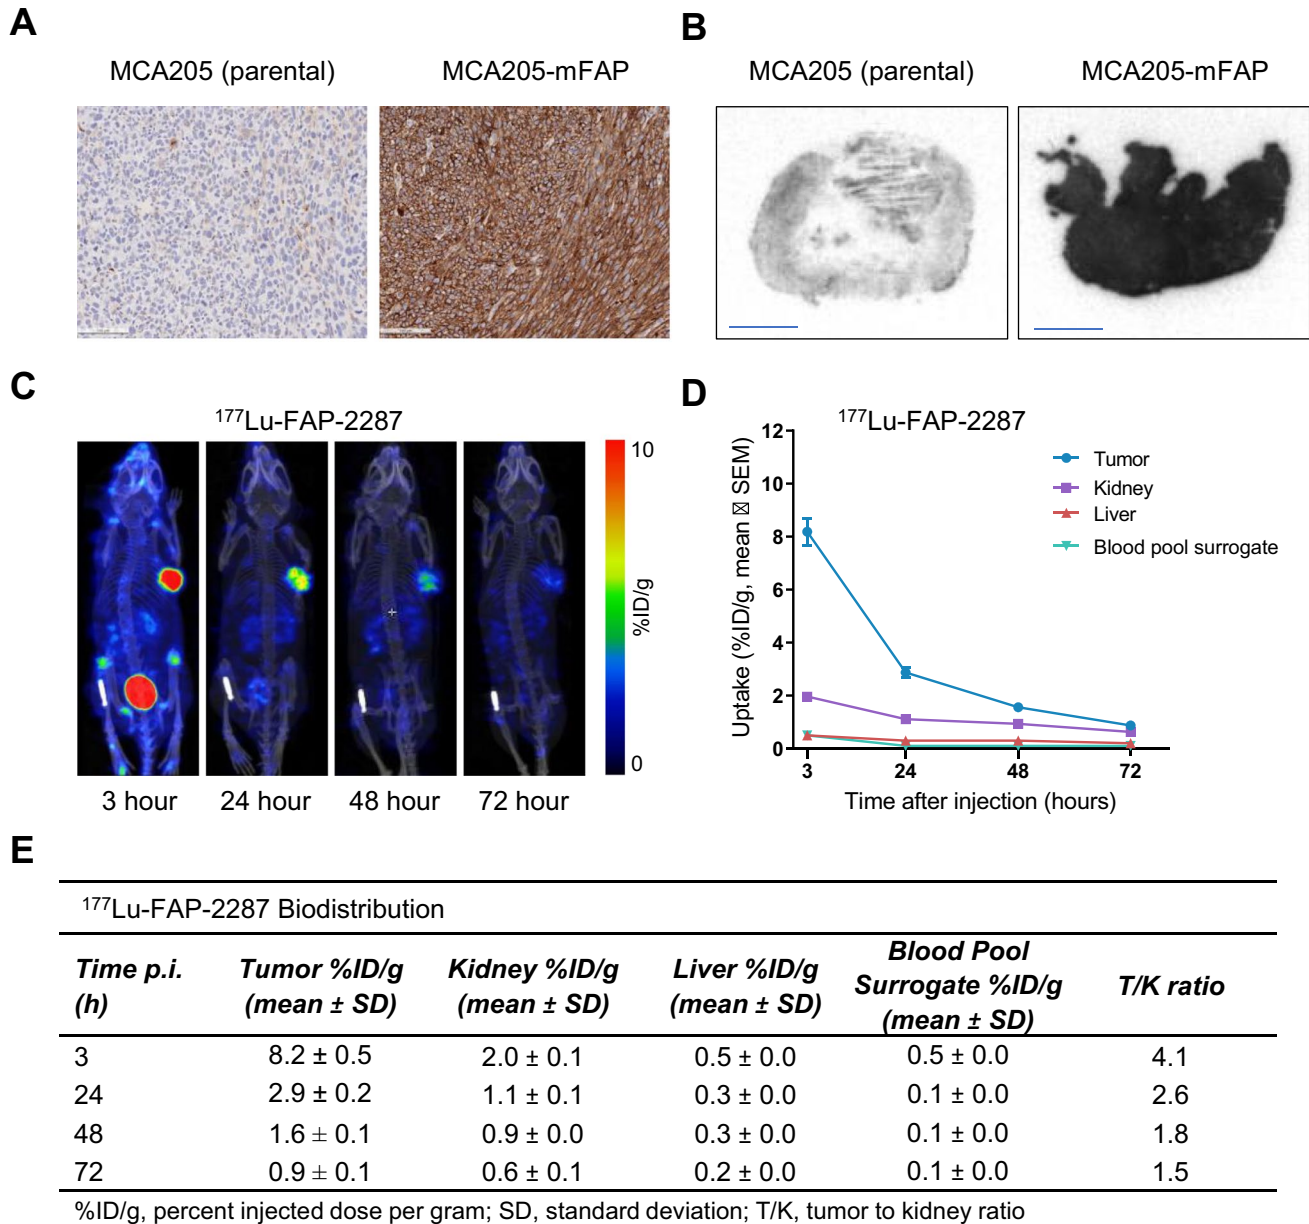 A
MCA205 (parental)
MCA205-mFAP
B
MCA205 (parental)
MCA205-mFAP
C
¹⁷⁷Lu-FAP-2287
10
%ID/g
0
3 hour
24 hour
48 hour
72 hour
D
¹⁷⁷Lu-FAP-2287
Uptake (%ID/g, mean ☒ SEM)
12
10
8
6
4
2
0
3
24
48
72
Time after injection (hours)
Tumor
Kidney
Liver
Blood pool surrogate
E
¹⁷⁷Lu-FAP-2287 Biodistribution
Time p.i. (h) Tumor %ID/g (mean ± SD) Kidney %ID/g (mean ± SD) Liver %ID/g (mean ± SD) Blood Pool Surrogate %ID/g (mean ± SD) T/K ratio
3 8.2 ± 0.5 2.0 ± 0.1 0.5 ± 0.0 0.5 ± 0.0 4.1
24 2.9 ± 0.2 1.1 ± 0.1 0.3 ± 0.0 0.1 ± 0.0 2.6
48 1.6 ± 0.1 0.9 ± 0.0 0.3 ± 0.0 0.1 ± 0.0 1.8
72 0.9 ± 0.1 0.6 ± 0.1 0.2 ± 0.0 0.1 ± 0.0 1.5
%ID/g, percent injected dose per gram; SD, standard deviation; T/K, tumor to kidney ratio